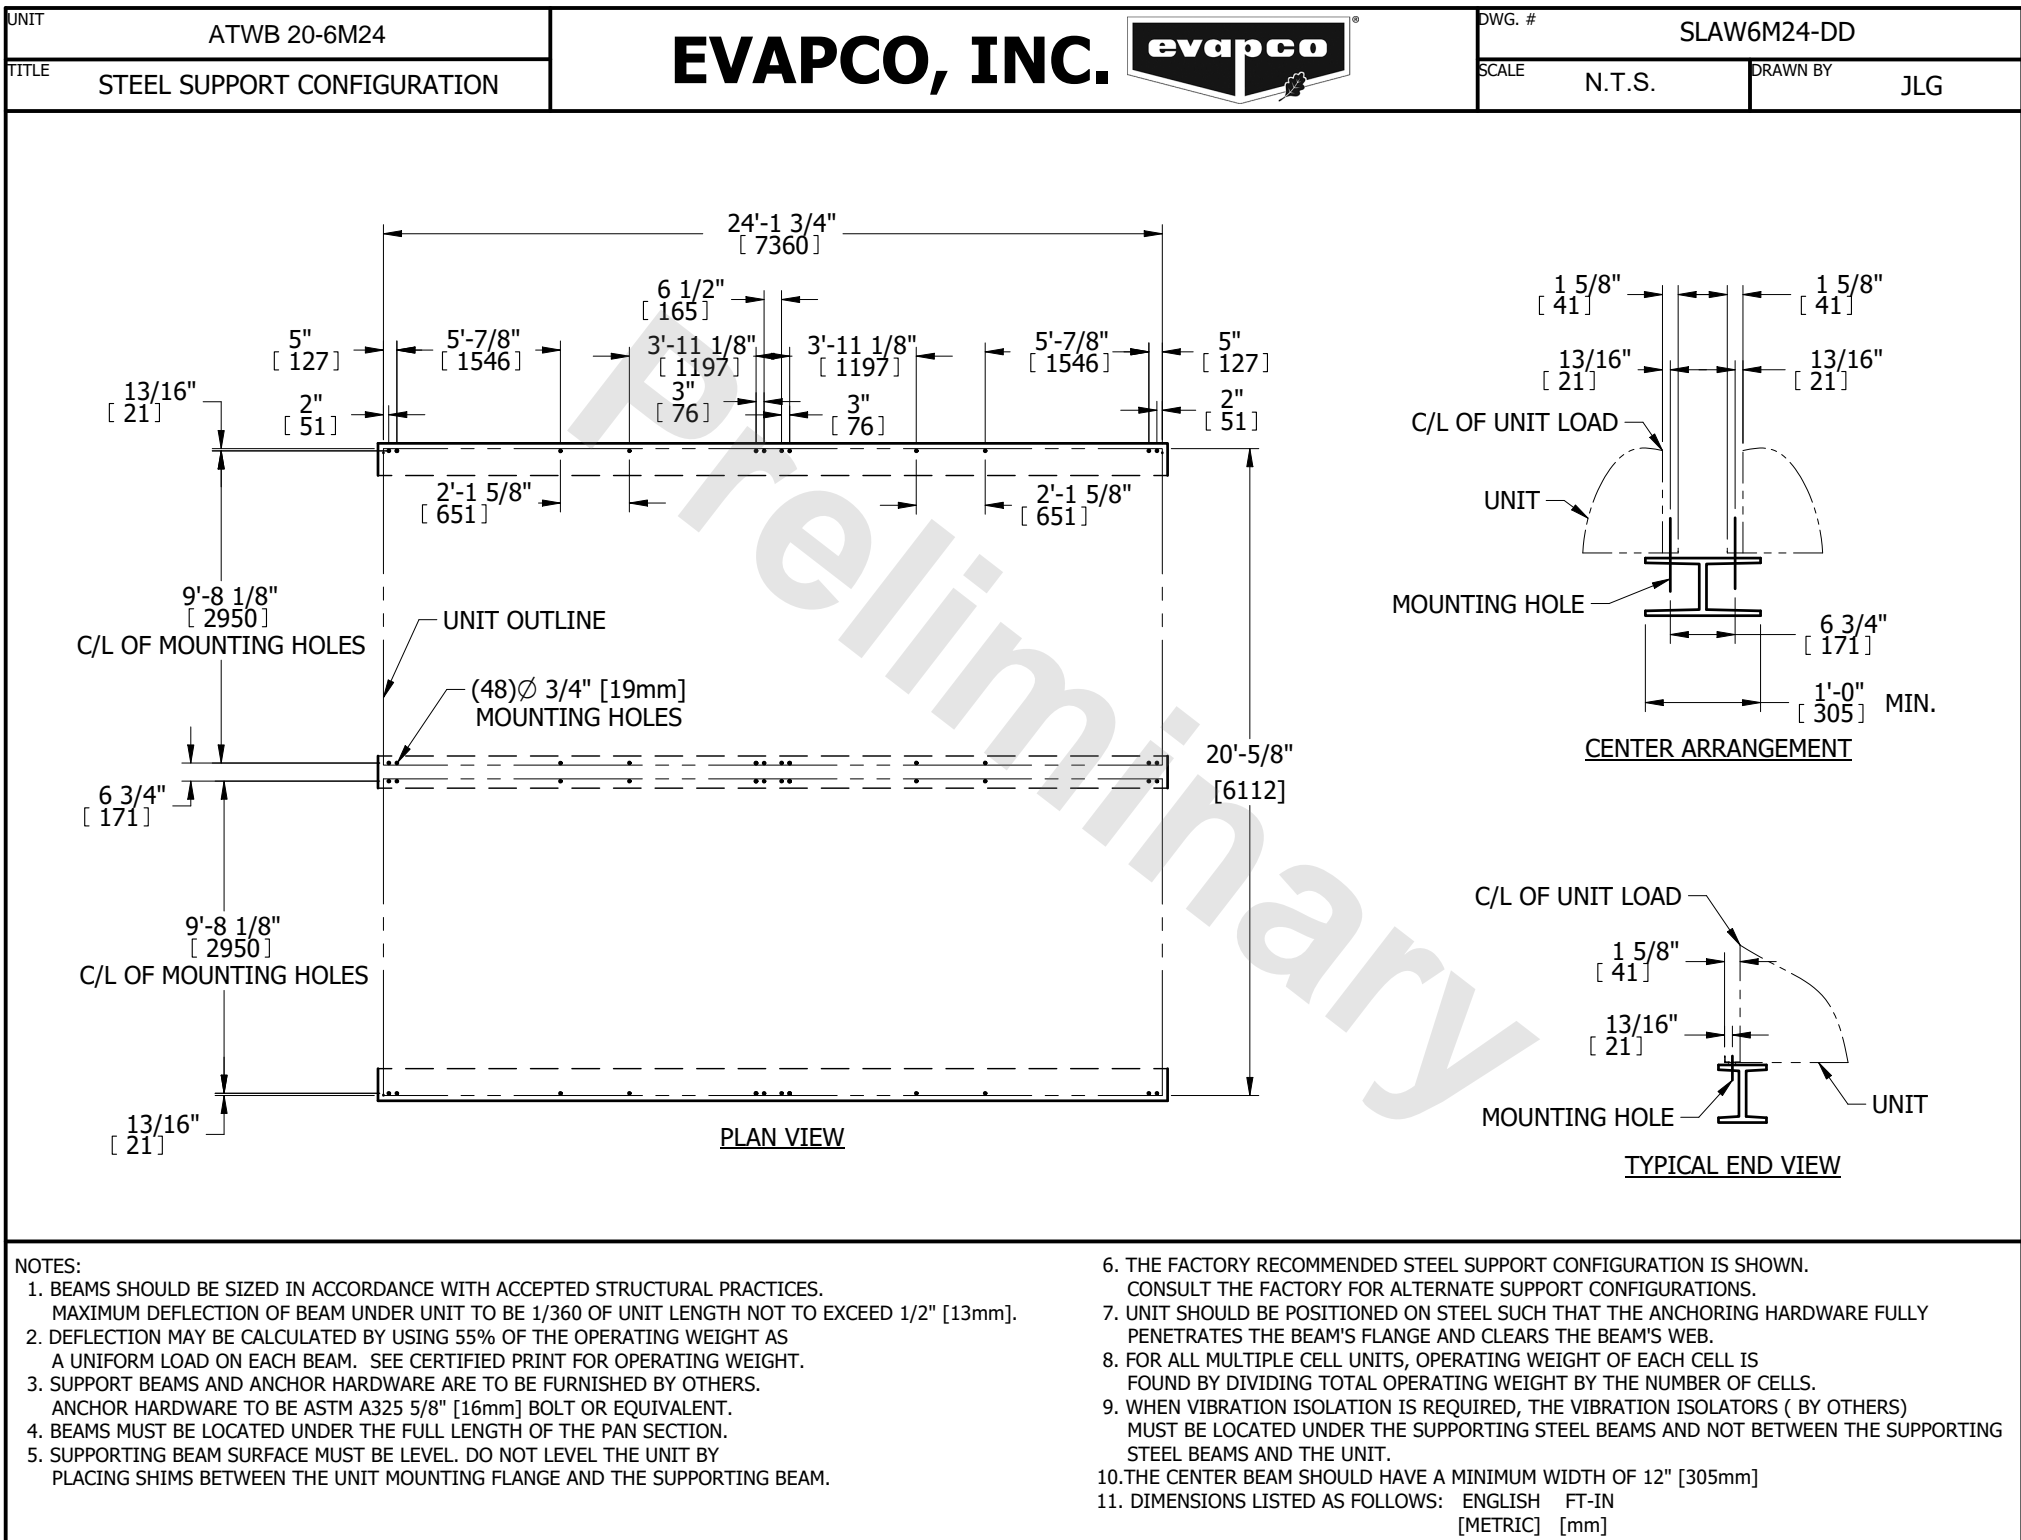 UNIT
ATWB 20-6M24
TITLE
STEEL SUPPORT CONFIGURATION
EVAPCO, INC.
evapco
®
DWG. #
SLAW6M24-DD
SCALE
N.T.S.
DRAWN BY
JLG
24'-1 3/4"
[ 7360 ]
6 1/2"
[ 165 ]
5"
[ 127 ]
5'-7/8"
[ 1546 ]
3'-11 1/8"
[ 1197 ]
3'-11 1/8"
[ 1197 ]
5'-7/8"
[ 1546 ]
5"
[ 127 ]
13/16"
[ 21 ]
2"
[ 51 ]
3"
[ 76 ]
3"
[ 76 ]
2"
[ 51 ]
2'-1 5/8"
[ 651 ]
2'-1 5/8"
[ 651 ]
9'-8 1/8"
[ 2950 ]
C/L OF MOUNTING HOLES
UNIT OUTLINE
(48)Ø 3/4" [19mm]
MOUNTING HOLES
6 3/4"
[ 171 ]
20'-5/8"
[6112]
9'-8 1/8"
[ 2950 ]
C/L OF MOUNTING HOLES
13/16"
[ 21 ]
PLAN VIEW
Preliminary
1 5/8"
[ 41 ]
1 5/8"
[ 41 ]
13/16"
[ 21 ]
13/16"
[ 21 ]
C/L OF UNIT LOAD
UNIT
MOUNTING HOLE
6 3/4"
[ 171 ]
1'-0"
[ 305 ] MIN.
CENTER ARRANGEMENT
C/L OF UNIT LOAD
1 5/8"
[ 41 ]
13/16"
[ 21 ]
MOUNTING HOLE
UNIT
TYPICAL END VIEW
NOTES:
1. BEAMS SHOULD BE SIZED IN ACCORDANCE WITH ACCEPTED STRUCTURAL PRACTICES.
MAXIMUM DEFLECTION OF BEAM UNDER UNIT TO BE 1/360 OF UNIT LENGTH NOT TO EXCEED 1/2" [13mm].
2. DEFLECTION MAY BE CALCULATED BY USING 55% OF THE OPERATING WEIGHT AS
A UNIFORM LOAD ON EACH BEAM. SEE CERTIFIED PRINT FOR OPERATING WEIGHT.
3. SUPPORT BEAMS AND ANCHOR HARDWARE ARE TO BE FURNISHED BY OTHERS.
ANCHOR HARDWARE TO BE ASTM A325 5/8" [16mm] BOLT OR EQUIVALENT.
4. BEAMS MUST BE LOCATED UNDER THE FULL LENGTH OF THE PAN SECTION.
5. SUPPORTING BEAM SURFACE MUST BE LEVEL. DO NOT LEVEL THE UNIT BY
PLACING SHIMS BETWEEN THE UNIT MOUNTING FLANGE AND THE SUPPORTING BEAM.
6. THE FACTORY RECOMMENDED STEEL SUPPORT CONFIGURATION IS SHOWN.
CONSULT THE FACTORY FOR ALTERNATE SUPPORT CONFIGURATIONS.
7. UNIT SHOULD BE POSITIONED ON STEEL SUCH THAT THE ANCHORING HARDWARE FULLY
PENETRATES THE BEAM'S FLANGE AND CLEARS THE BEAM'S WEB.
8. FOR ALL MULTIPLE CELL UNITS, OPERATING WEIGHT OF EACH CELL IS
FOUND BY DIVIDING TOTAL OPERATING WEIGHT BY THE NUMBER OF CELLS.
9. WHEN VIBRATION ISOLATION IS REQUIRED, THE VIBRATION ISOLATORS ( BY OTHERS)
MUST BE LOCATED UNDER THE SUPPORTING STEEL BEAMS AND NOT BETWEEN THE SUPPORTING
STEEL BEAMS AND THE UNIT.
10.THE CENTER BEAM SHOULD HAVE A MINIMUM WIDTH OF 12" [305mm]
11. DIMENSIONS LISTED AS FOLLOWS: ENGLISH FT-IN
[METRIC] [mm]